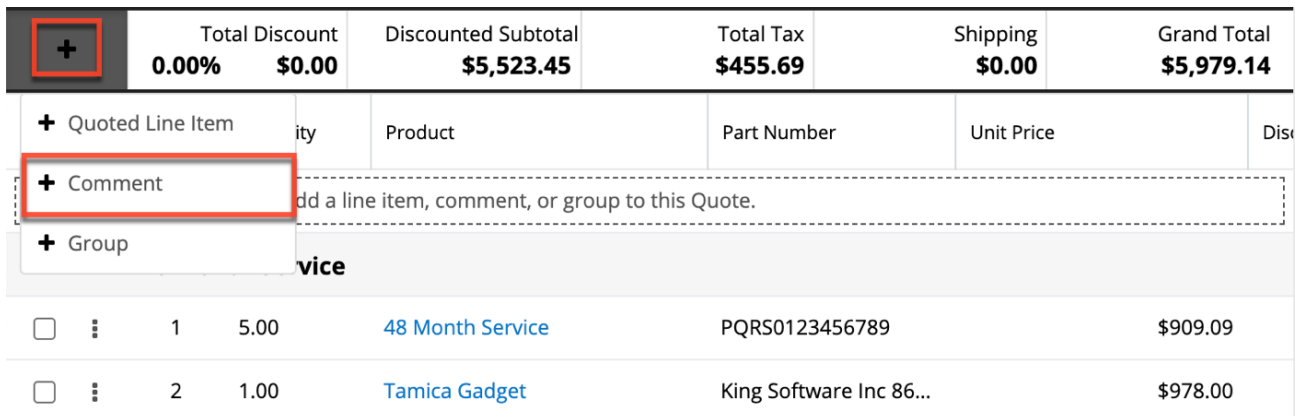 Total Discount Discounted Subtotal Total Tax Shipping Grand Total
0.00% $0.00 $5,523.45 $455.69 $0.00 $5,979.14
Quoted Line Item
ity Product Part Number Unit Price Disc
Comment
dd a line item, comment, or group to this Quote.
Group
rvice
1 5.00 48 Month Service PQRS0123456789 $909.09
2 1.00 Tamica Gadget King Software Inc 86... $978.00